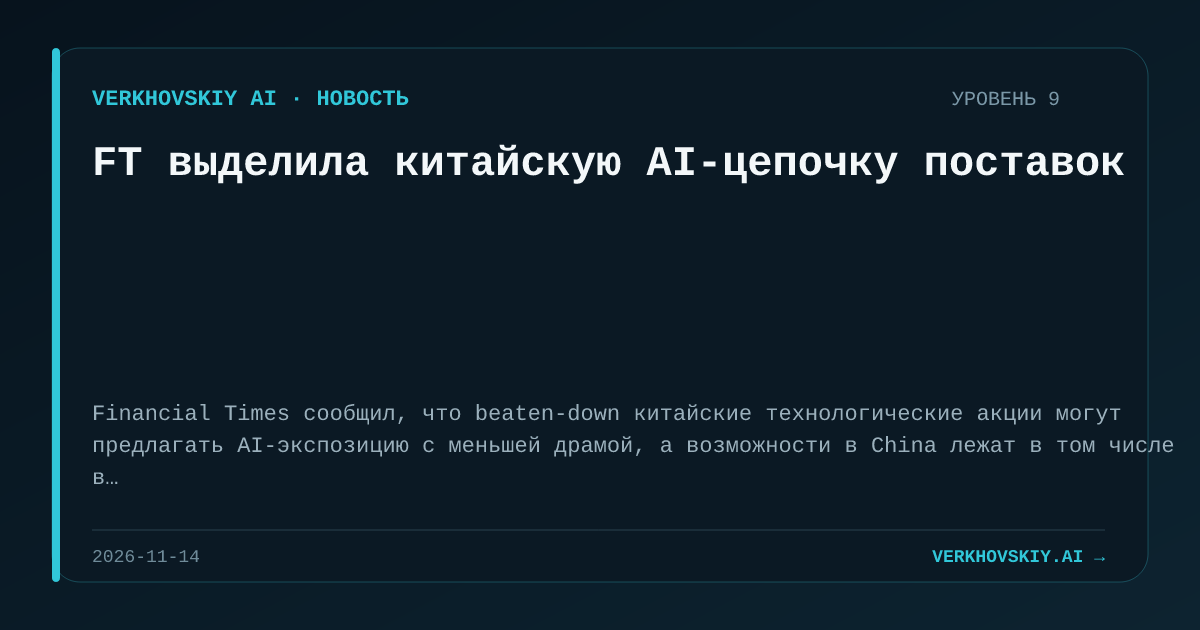 VERKHOVSKIY AI · НОВОСТЬ
УРОВЕНЬ 9
FT выделила китайскую AI-цепочку поставок
Financial Times сообщил, что beaten-down китайские технологические акции могут
предлагать AI-экспозицию с меньшей драмой, а возможности в China лежат в том числе
в…
2026-11-14
VERKHOVSKIY.AI →